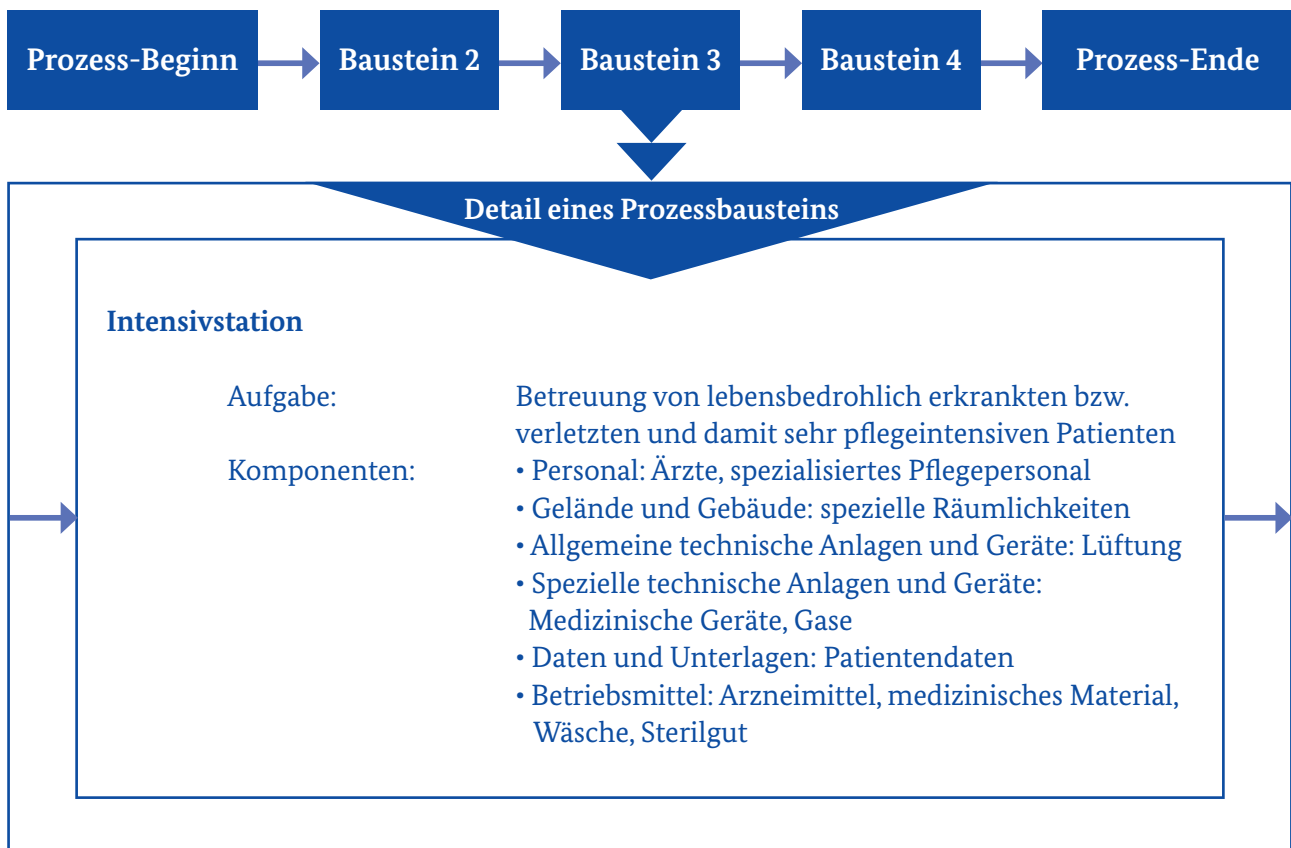 Prozess-Beginn
Baustein 2
Baustein 3
Baustein 4
Prozess-Ende
Detail eines Prozessbausteins
Intensivstation
Aufgabe: Betreuung von lebensbedrohlich erkrankten bzw.
verletzten und damit sehr pflegeintensiven Patienten
Komponenten: • Personal: Ärzte, spezialisiertes Pflegepersonal
• Gelände und Gebäude: spezielle Räumlichkeiten
• Allgemeine technische Anlagen und Geräte: Lüftung
• Spezielle technische Anlagen und Geräte:
Medizinische Geräte, Gase
• Daten und Unterlagen: Patientendaten
• Betriebsmittel: Arzneimittel, medizinisches Material,
Wäsche, Sterilgut